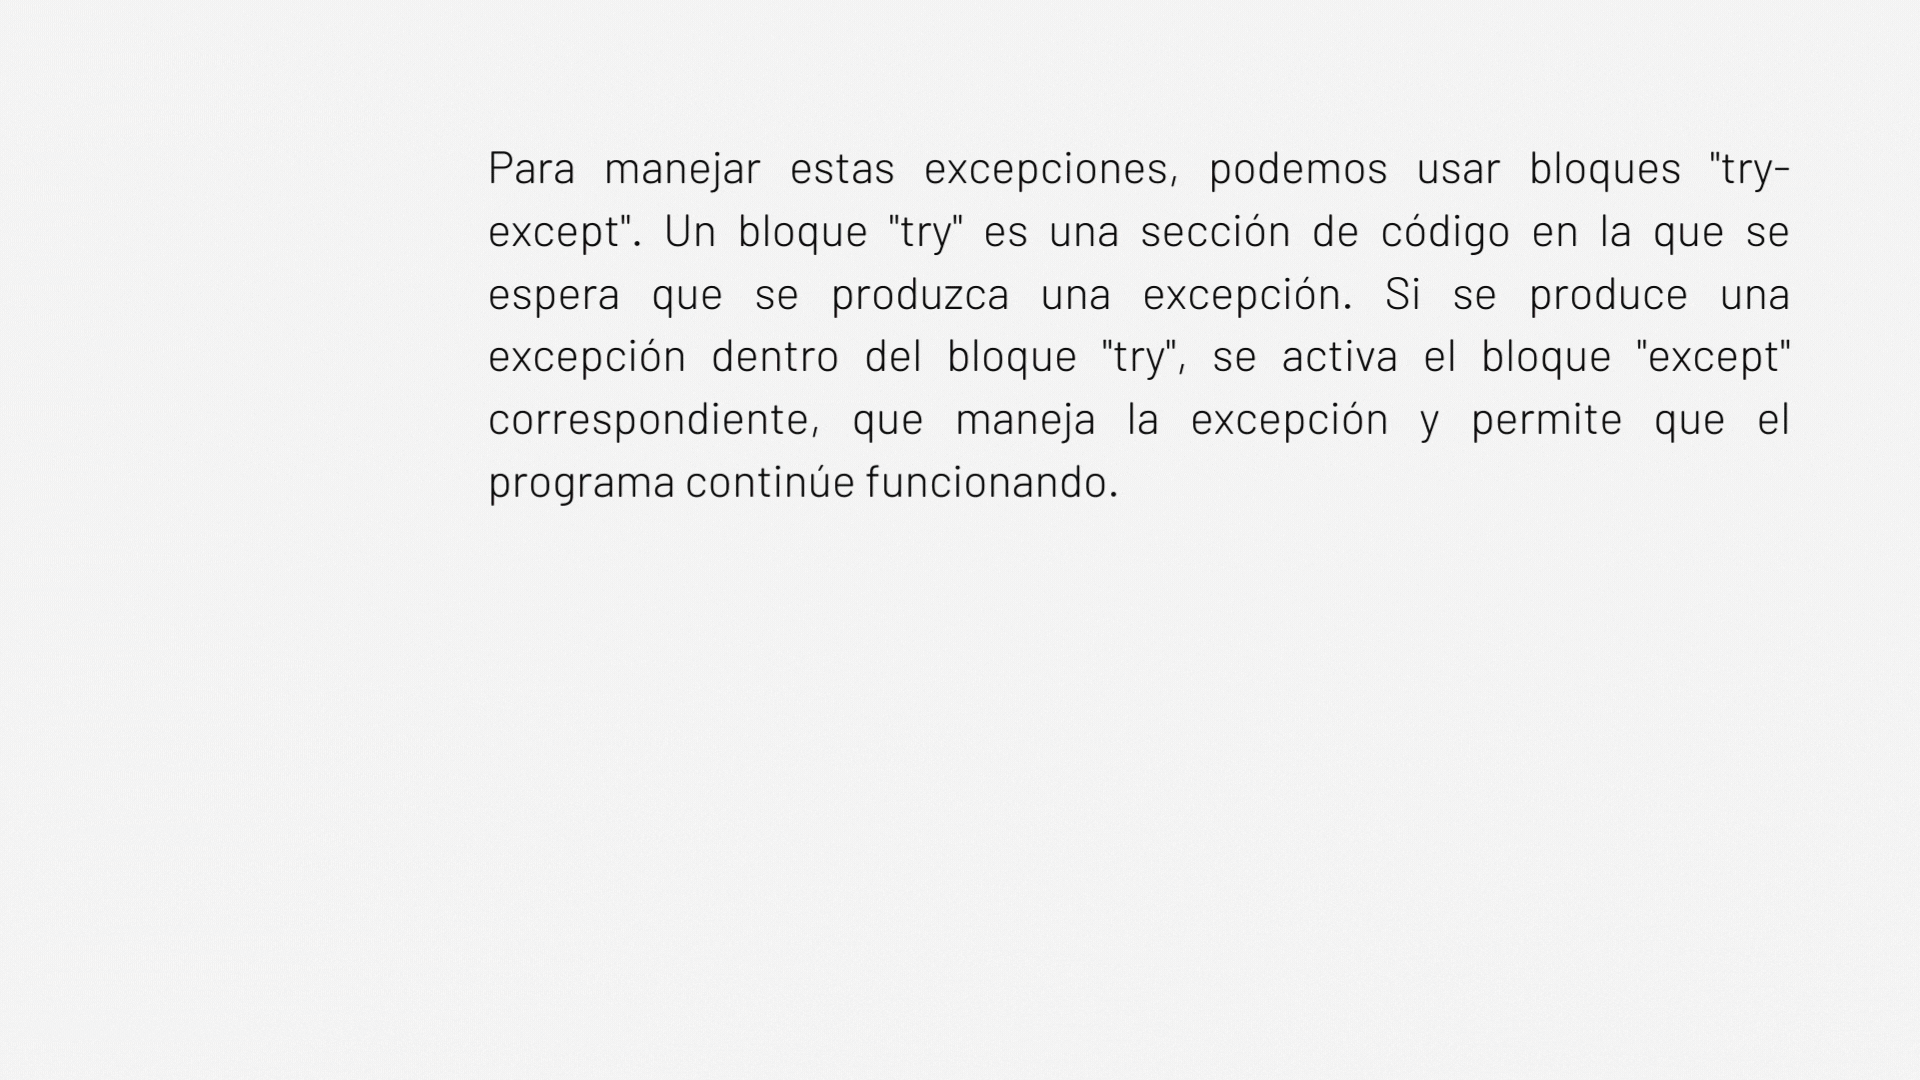 Para manejar estas excepciones, podemos usar bloques "try-
except". Un bloque "try" es una sección de código en la que se
espera que se produzca una excepción. Si se produce una
excepción dentro del bloque "try", se activa el bloque "except"
correspondiente, que maneja la excepción y permite que el
programa continúe funcionando.